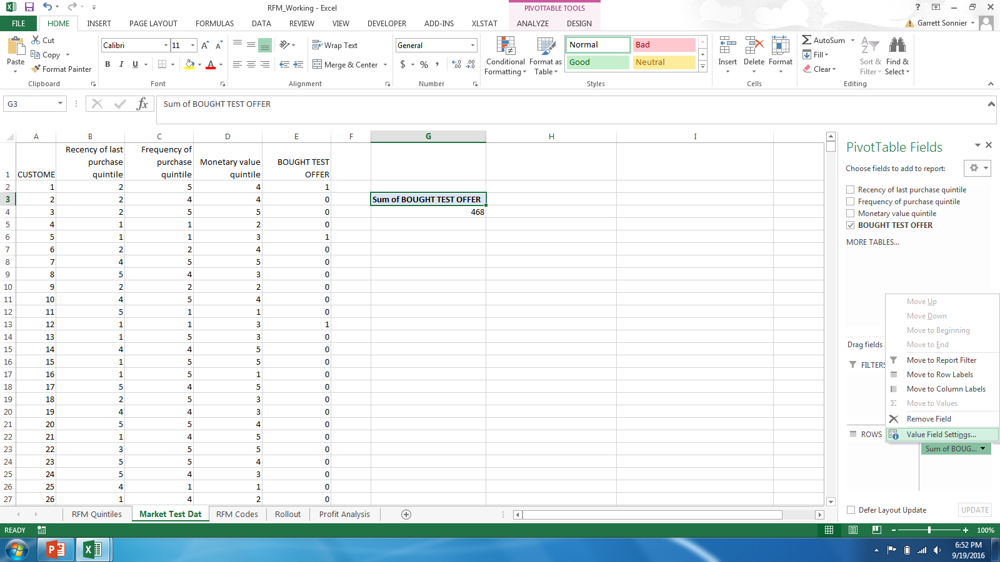 RFM_Working - Excel
PIVOTTABLE TOOLS
?
FILE HOME INSERT PAGE LAYOUT FORMULAS DATA REVIEW VIEW DEVELOPER ADD-INS XLSTAT ANALYZE DESIGN
Garrett Sonnier
Paste
Cut
Copy
Format Painter
Clipboard
Calibri 11
B I U
Font
Wrap Text
Merge & Center
Alignment
General
$ % ,
Number
Conditional Formatting
Format as Table
Normal Bad
Good Neutral
Styles
Insert Delete Format
Cells
AutoSum
Fill
Clear
Sort & Filter
Find & Select
Editing
G3
fx
Sum of BOUGHT TEST OFFER
A B C D E F G H I
1 CUSTOME Recency of last purchase quintile Frequency of purchase quintile Monetary value quintile BOUGHT TEST OFFER
2 1 2 5 4 1
3 2 2 4 4 0 Sum of BOUGHT TEST OFFER
4 3 2 5 5 0 468
5 4 1 1 2 0
6 5 1 1 3 1
7 6 2 2 4 0
8 7 4 5 5 0
9 8 5 4 3 0
10 9 2 2 2 0
11 10 4 5 4 0
12 11 5 1 1 0
13 12 1 1 3 1
14 13 1 5 3 0
15 14 4 4 5 0
16 15 1 4 5 0
17 16 1 5 1 0
18 17 5 4 5 0
19 18 2 5 3 0
20 19 4 4 3 0
21 20 5 5 4 0
22 21 1 4 5 0
23 22 3 5 5 0
24 23 5 5 4 0
25 24 5 4 3 0
26 25 4 1 1 0
27 26 1 4 2 0
PivotTable Fields
Choose fields to add to report:
Recency of last purchase quintile
Frequency of purchase quintile
Monetary value quintile
BOUGHT TEST OFFER
MORE TABLES...
Drag fields
FILTERS
ROWS
Move Up
Move Down
Move to Beginning
Move to End
Move to Report Filter
Move to Row Labels
Move to Column Labels
Move to Values
Remove Field
Value Field Settings...
Sum of BOUG...
Defer Layout Update
UPDATE
RFM Quintiles Market Test Dat RFM Codes Rollout Profit Analysis
READY
100%
6:52 PM
9/19/2016